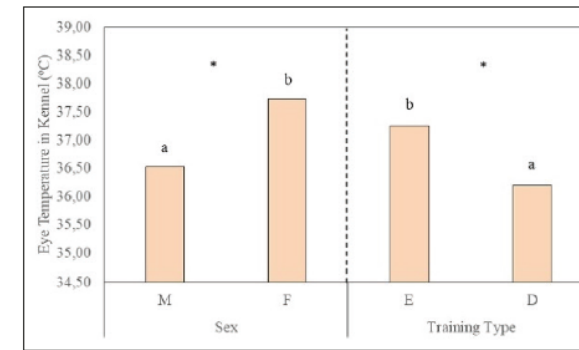 Eye Temperature in Kennel (ºC)
39,00
38,50
38,00
37,50
37,00
36,50
36,00
35,50
35,00
34,50
* *
a b b a
M F E D
Sex Training Type